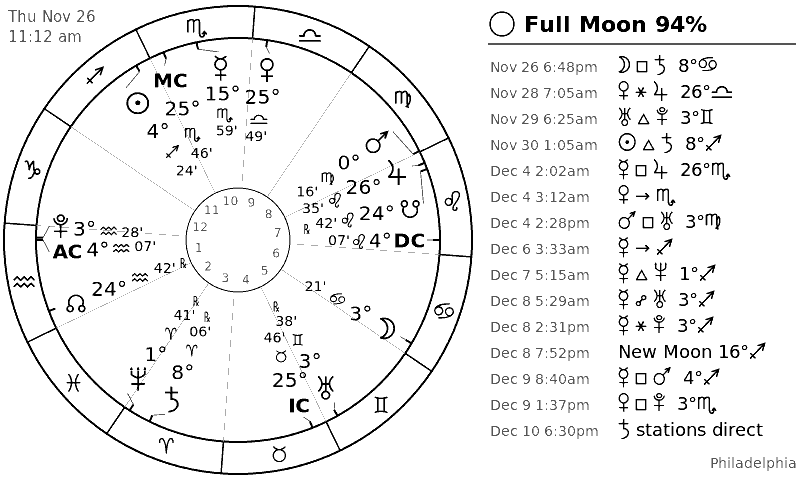 Thu Nov 26
11:12 am
Full Moon 94%
Nov 26 6:48pm ☽ □ ♄ 8°♋
Nov 28 7:05am ♀ ⚹ ♃ 26°♎
Nov 29 6:25am ♅ △ ♇ 3°♊
Nov 30 1:05am ☉ △ ♄ 8°♐
Dec 4 2:02am ☿ □ ♃ 26°♏
Dec 4 3:12am ♀ → ♏
Dec 4 2:28pm ♂ □ ♅ 3°♍
Dec 6 3:33am ☿ → ♐
Dec 7 5:15am ☿ △ ♆ 1°♐
Dec 8 5:29am ☿ ☍ ♅ 3°♐
Dec 8 2:31pm ☿ ⚹ ♇ 3°♐
Dec 8 7:52pm New Moon 16°♐
Dec 9 8:40am ☿ □ ♂ 4°♐
Dec 9 1:37pm ♀ □ ♇ 3°♏
Dec 10 6:30pm ♄ stations direct
Philadelphia
MC 25° ♏ 46'
☉ 4° ♐ 24'
☿ 15° ♏ 59'
♀ 25° ♎ 49'
♂ 0° ♍ 16'
♃ 26° ♌ 35'
☋ 24° ♌ 42' ℞
DC 4° ♌ 07'
☽ 3° ♋ 21'
♅ 3° ♊ 38' ℞
IC 25° ♉ 46'
♄ 8° ♈ 06' ℞
♆ 1° ♈ 41' ℞
☊ 24° ♒ 42' ℞
AC 4° ♒ 07'
♇ 3° ♒ 28'
♈
♉
♊
♋
♌
♍
♎
♏
♐
♑
♒
♓
1
2
3
4
5
6
7
8
9
10
11
12